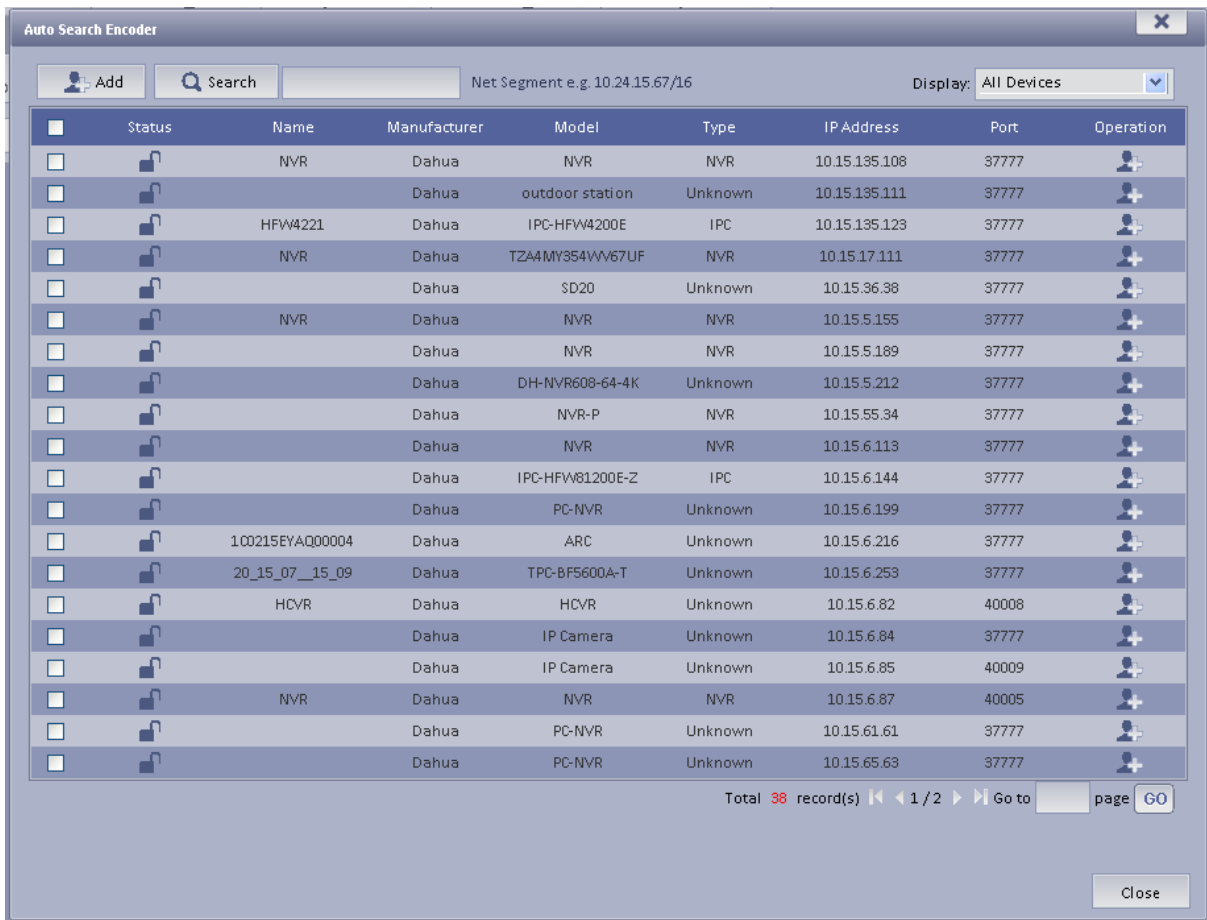 Auto Search Encoder
Add Search Net Segment e.g. 10.24.15.67/16 Display: All Devices
Status Name Manufacturer Model Type IP Address Port Operation
NVR Dahua NVR NVR 10.15.135.108 37777
Dahua outdoor station Unknown 10.15.135.111 37777
HFW4221 Dahua IPC-HFW4200E IPC 10.15.135.123 37777
NVR Dahua TZA4MY354WV67UF NVR 10.15.17.111 37777
Dahua SD20 Unknown 10.15.36.38 37777
NVR Dahua NVR NVR 10.15.5.155 37777
Dahua NVR NVR 10.15.5.189 37777
Dahua DH-NVR608-64-4K Unknown 10.15.5.212 37777
Dahua NVR-P NVR 10.15.55.34 37777
Dahua NVR NVR 10.15.6.113 37777
Dahua IPC-HFW81200E-Z IPC 10.15.6.144 37777
Dahua PC-NVR Unknown 10.15.6.199 37777
1C0215EYAQ00004 Dahua ARC Unknown 10.15.6.216 37777
20_15_07__15_09 Dahua TPC-BF5600A-T Unknown 10.15.6.253 37777
HCVR Dahua HCVR Unknown 10.15.6.82 40008
Dahua IP Camera Unknown 10.15.6.84 37777
Dahua IP Camera Unknown 10.15.6.85 40009
NVR Dahua NVR NVR 10.15.6.87 40005
Dahua PC-NVR Unknown 10.15.61.61 37777
Dahua PC-NVR Unknown 10.15.65.63 37777
Total 38 record(s) 1 / 2 Go to page GO
Close